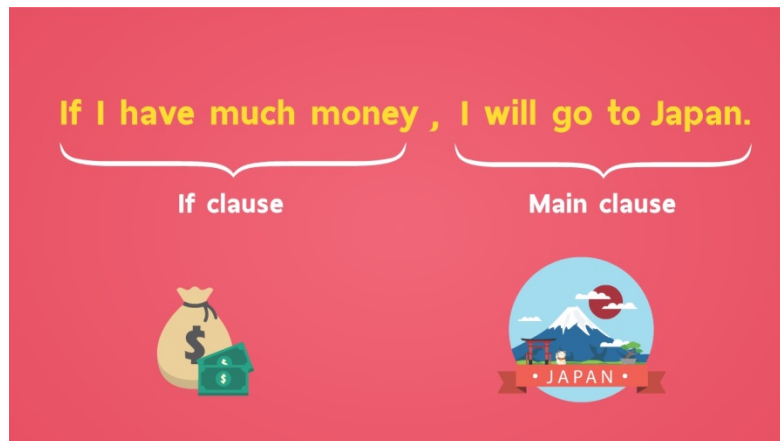 If I have much money , I will go to Japan.
If clause
Main clause
$
$
$
• JAPAN •